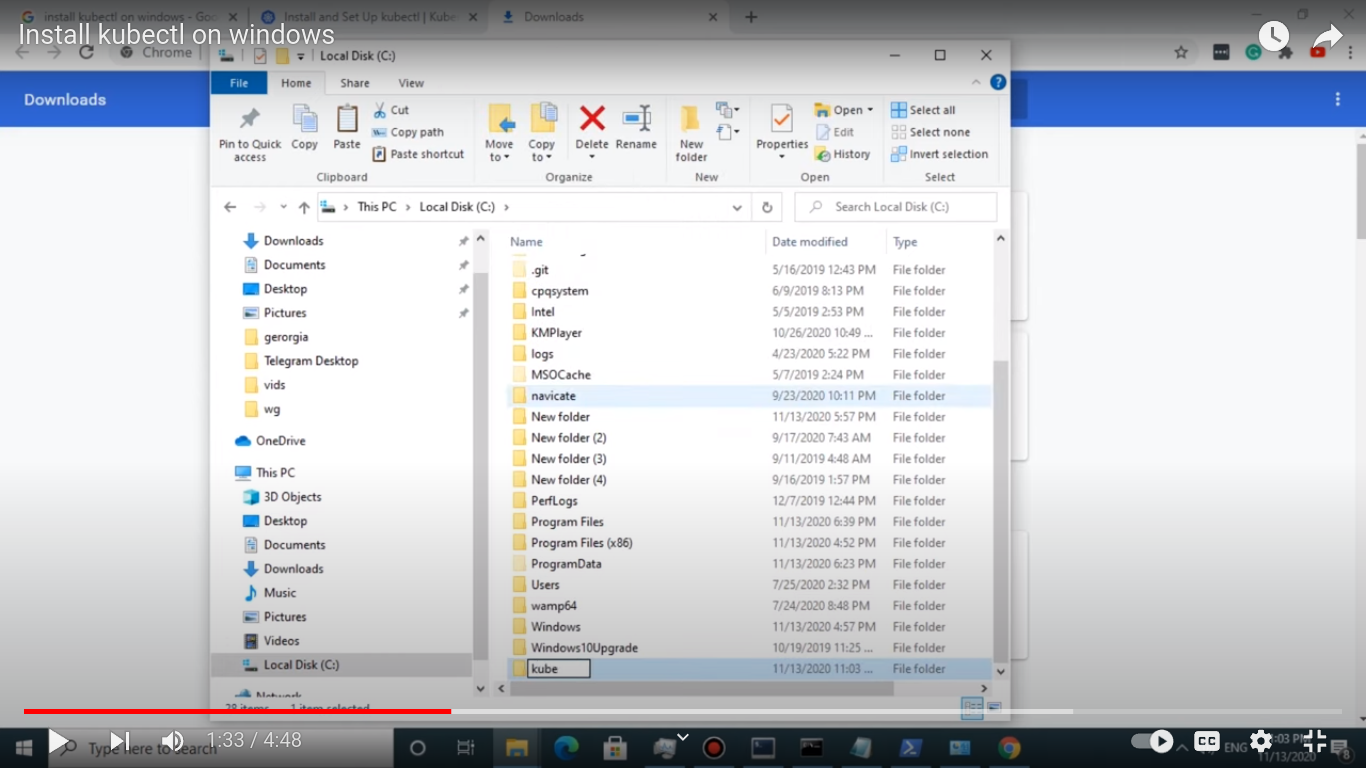 install kubectl on windows - Goo
Install and Set Up kubectl | Kube
Downloads
Install kubectl on windows
Chrome
Local Disk (C:)
File
Home
Share
View
Downloads
Pin to Quick access
Copy
Paste
Cut
Copy path
Paste shortcut
Clipboard
Move to
Copy to
Delete
Rename
Organize
New folder
New
Properties
Open
Edit
History
Open
Select all
Select none
Invert selection
Select
This PC > Local Disk (C:) >
Search Local Disk (C:)
Downloads
Documents
Desktop
Pictures
gerorgia
Telegram Desktop
vids
wg
OneDrive
This PC
3D Objects
Desktop
Documents
Downloads
Music
Pictures
Videos
Local Disk (C:)
Network
Name Date modified Type
.git 5/16/2019 12:43 PM File folder
cpqsystem 6/9/2019 8:13 PM File folder
Intel 5/5/2019 2:53 PM File folder
KMPlayer 10/26/2020 10:49 ... File folder
logs 4/23/2020 5:22 PM File folder
MSOCache 5/7/2019 2:24 PM File folder
navicate 9/23/2020 10:11 PM File folder
New folder 11/13/2020 5:57 PM File folder
New folder (2) 9/17/2020 7:43 AM File folder
New folder (3) 9/11/2019 4:48 AM File folder
New folder (4) 9/16/2019 1:57 PM File folder
PerfLogs 12/7/2019 12:44 PM File folder
Program Files 11/13/2020 6:39 PM File folder
Program Files (x86) 11/13/2020 4:52 PM File folder
ProgramData 11/13/2020 6:23 PM File folder
Users 7/25/2020 2:32 PM File folder
wamp64 7/24/2020 8:48 PM File folder
Windows 11/13/2020 4:57 PM File folder
Windows10Upgrade 10/19/2019 11:25 ... File folder
kube 11/13/2020 11:03 ... File folder
28 items 1 item selected
Type here to search
1:33 / 4:48
CC
ENG
11/13/2020